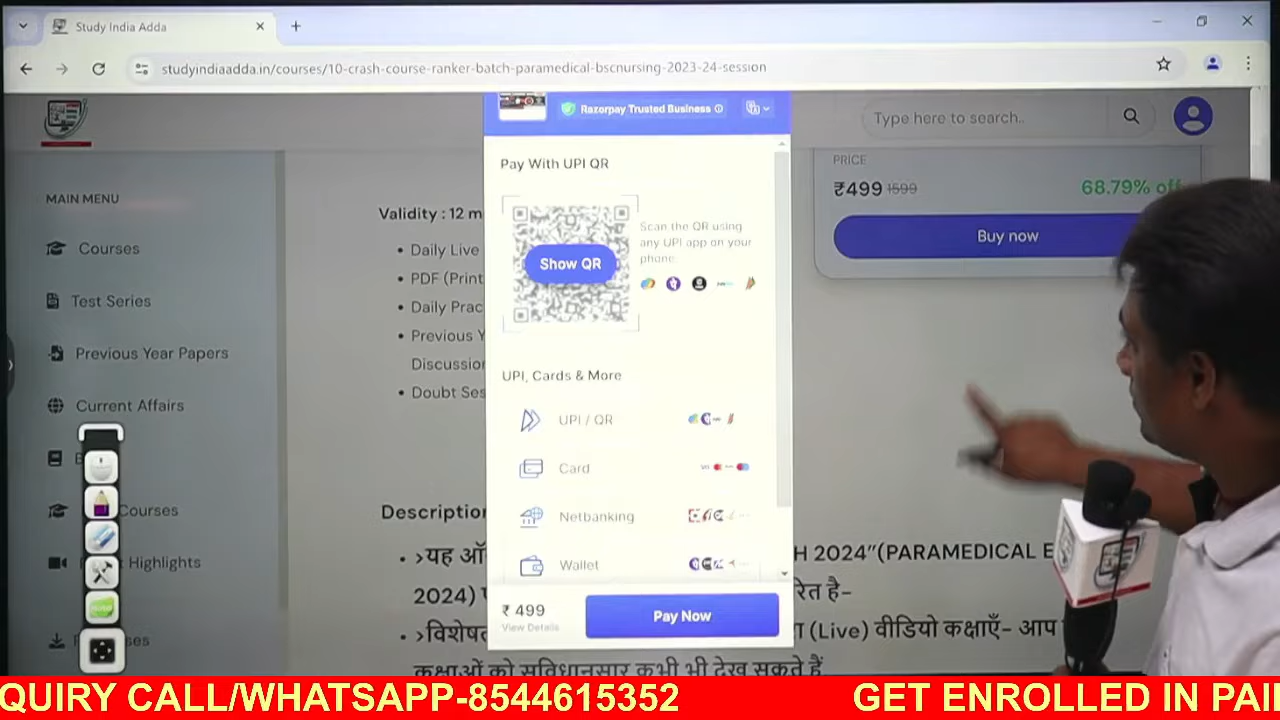 Study India Adda
studyindiaadda.in/courses/10-crash-course-ranker-batch-paramedical-bscnursing-2023-24-session
Type here to search..
MAIN MENU
Courses
Test Series
Previous Year Papers
Current Affairs
B
Courses
Highlights
ses
Validity : 12 m
• Daily Live
• PDF (Print
• Daily Prac
• Previous Y
Discussion
• Doubt Ses
Description
• >यह ऑ
2024)
• >विशेषत
कक्षाओं को सुविधानुसार कभी भी देख सकते हैं
Razorpay Trusted Business
Pay With UPI QR
Show QR
Scan the QR using
any UPI app on your
phone.
UPI, Cards & More
UPI / QR
Card
Netbanking
Wallet
₹ 499
View Details
Pay Now
PRICE
₹499 1599
68.79% off
Buy now
H 2024”(PARAMEDICAL E
रित है-
(Live) वीडियो कक्षाएँ- आप
QUIRY CALL/WHATSAPP-8544615352
GET ENROLLED IN PAI